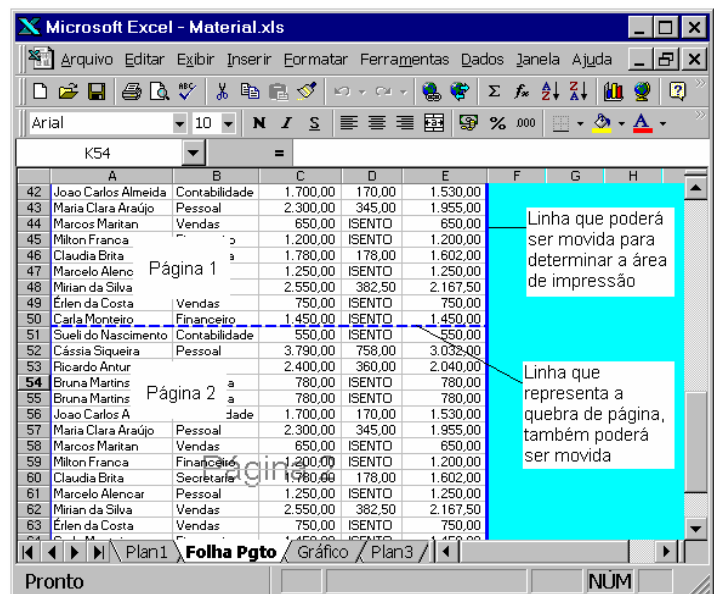 Microsoft Excel - Material.xls
Arquivo Editar Exibir Inserir Formatar Ferramentas Dados Janela Ajuda
Arial 10 N I S % 000
K54 =
A B C D E F G H
42 Joao Carlos Almeida Contabilidade 1.700,00 170,00 1.530,00
43 Maria Clara Araújo Pessoal 2.300,00 345,00 1.955,00
44 Marcos Maritan Vendas 650,00 ISENTO 650,00
45 Milton Franca 1.200,00 ISENTO 1.200,00
46 Claudia Brita a 1.780,00 178,00 1.602,00
47 Marcelo Alenc 1.250,00 ISENTO 1.250,00
48 Mirian da Silva 2.550,00 382,50 2.167,50
49 Érlen da Costa Vendas 750,00 ISENTO 750,00
50 Carla Monteiro Financeiro 1.450,00 ISENTO 1.450,00
51 Sueli do Nascimento Contabilidade 550,00 ISENTO 550,00
52 Cássia Siqueira Pessoal 3.790,00 758,00 3.032,00
53 Ricardo Antur 2.400,00 360,00 2.040,00
54 Bruna Martins a 780,00 ISENTO 780,00
55 Bruna Martins a 780,00 ISENTO 780,00
56 Joao Carlos A dade 1.700,00 170,00 1.530,00
57 Maria Clara Araújo Pessoal 2.300,00 345,00 1.955,00
58 Marcos Maritan Vendas 650,00 ISENTO 650,00
59 Milton Franca Financeiro 1.200,00 ISENTO 1.200,00
60 Claudia Brita Secretaria 1.780,00 178,00 1.602,00
61 Marcelo Alencar Pessoal 1.250,00 ISENTO 1.250,00
62 Mirian da Silva Vendas 2.550,00 382,50 2.167,50
63 Érlen da Costa Vendas 750,00 ISENTO 750,00
Página 1
Página 2
Página 2
Linha que poderá
ser movida para
determinar a área
de impressão
Linha que
representa a
quebra de página,
também poderá
ser movida
Plan1 Folha Pgto Gráfico Plan3
Pronto NÚM